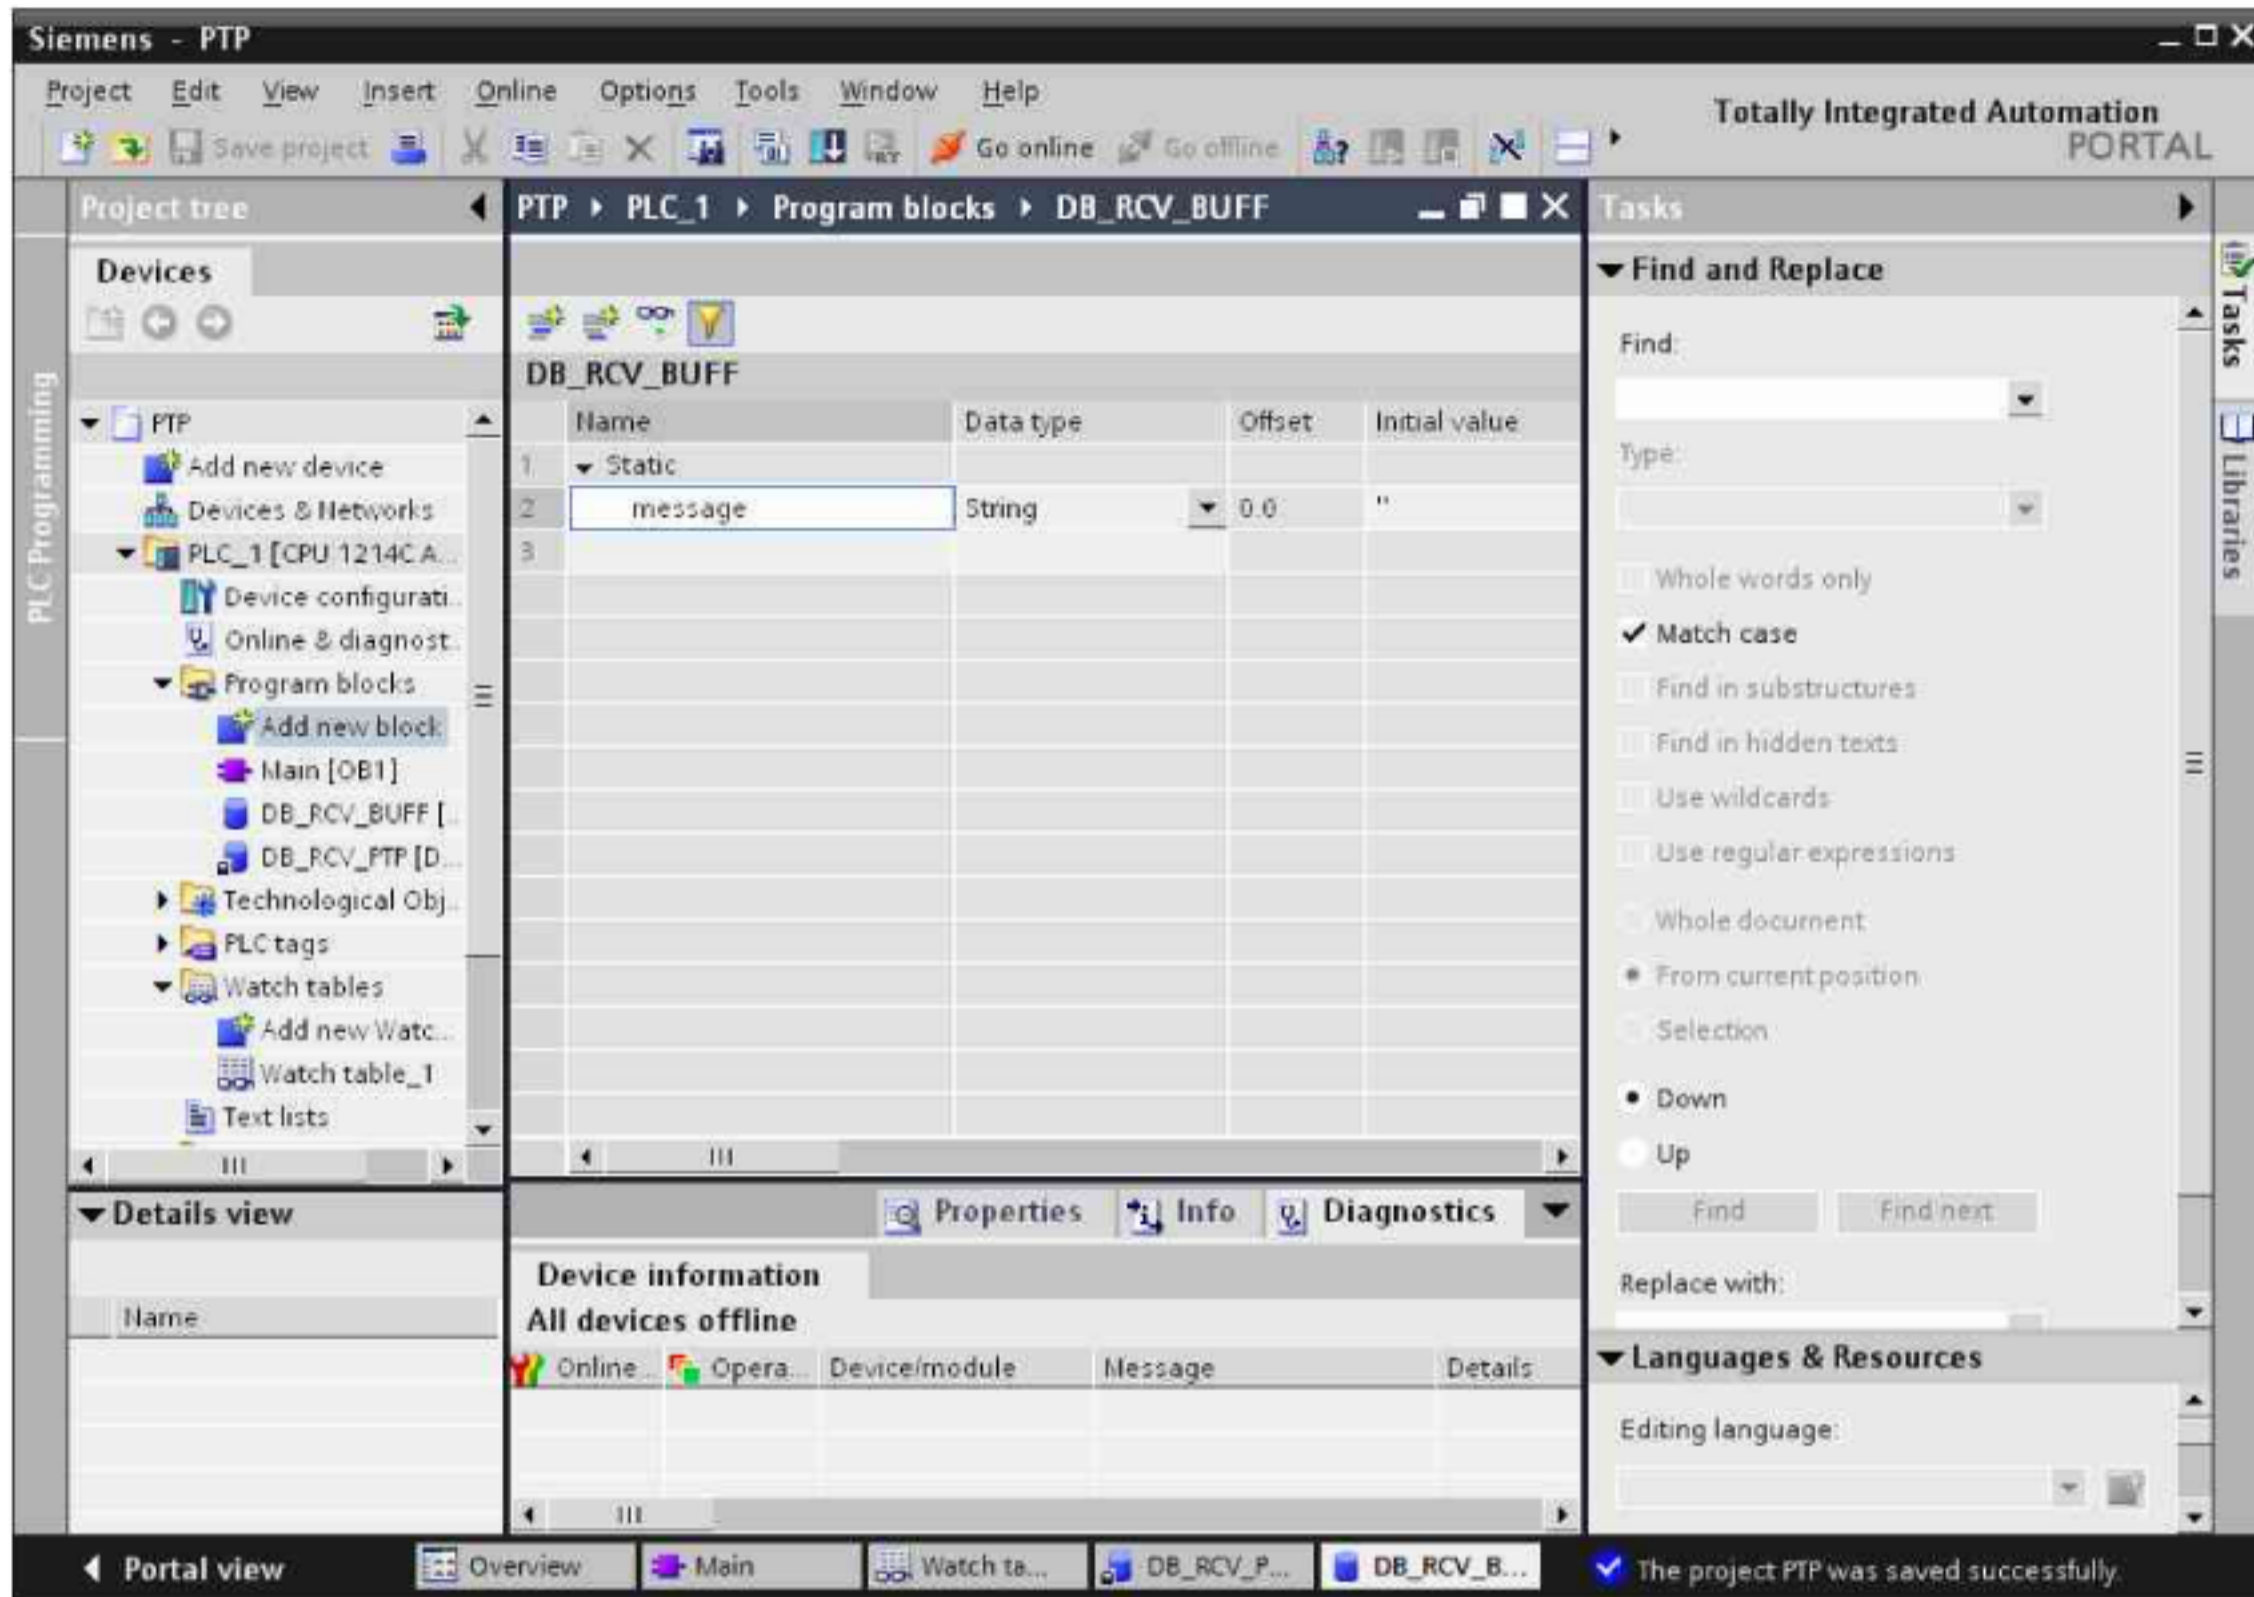 Siemens - PTP
Project Edit View Insert Online Options Tools Window Help
Totally Integrated Automation
PORTAL
Save project Go online Go offline
Project tree
PTP PLC_1 Program blocks DB_RCV_BUFF
Tasks
Devices
PLC Programming
PTP
Add new device
Devices & Networks
PLC_1 [CPU 1214C A...
Device configurati..
Online & diagnost..
Program blocks
Add new block
Main [OB1]
DB_RCV_BUFF [..
DB_RCV_PTP [D...
Technological Obj..
PLC tags
Watch tables
Add new Watc...
Watch table_1
Text lists
Details view
Name
DB_RCV_BUFF
Name Data type Offset Initial value
1 Static
2 message String 0.0 ''
3
Properties Info Diagnostics
Device information
All devices offline
Online .. Opera... Device/module Message Details
Find and Replace
Find:
Type:
Whole words only
Match case
Find in substructures
Find in hidden texts
Use wildcards
Use regular expressions
Whole document
From current position
Selection
Down
Up
Find Find next
Replace with:
Languages & Resources
Editing language:
Tasks
Libraries
Portal view Overview Main Watch ta... DB_RCV_P... DB_RCV_B... The project PTP was saved successfully.